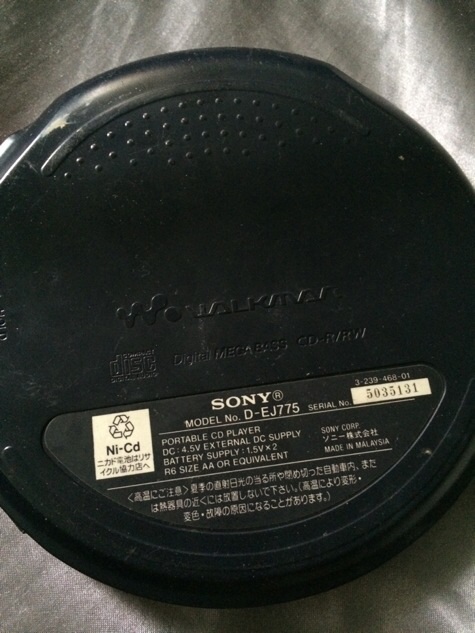 WALKMAN
COMPACT
disc
DIGITAL AUDIO
Digital MEGA BASS CD-R/RW
SONY®
MODEL No. D-EJ775
SERIAL No.
3-239-468-01
5035131
PORTABLE CD PLAYER
DC:4.5V EXTERNAL DC SUPPLY
BATTERY SUPPLY:1.5V×2
R6 SIZE AA OR EQUIVALENT
SONY CORP.
ソニー株式会社
MADE IN MALAYSIA
Ni-Cd
ニカド電池はリサ
イクル協力店へ
〈高温にご注意〉夏季の直射日光の当る所や閉め切った自動車内、また
は熱器具の近くには放置しないで下さい。(高温により変形・
変色・故障の原因になることがあります。)